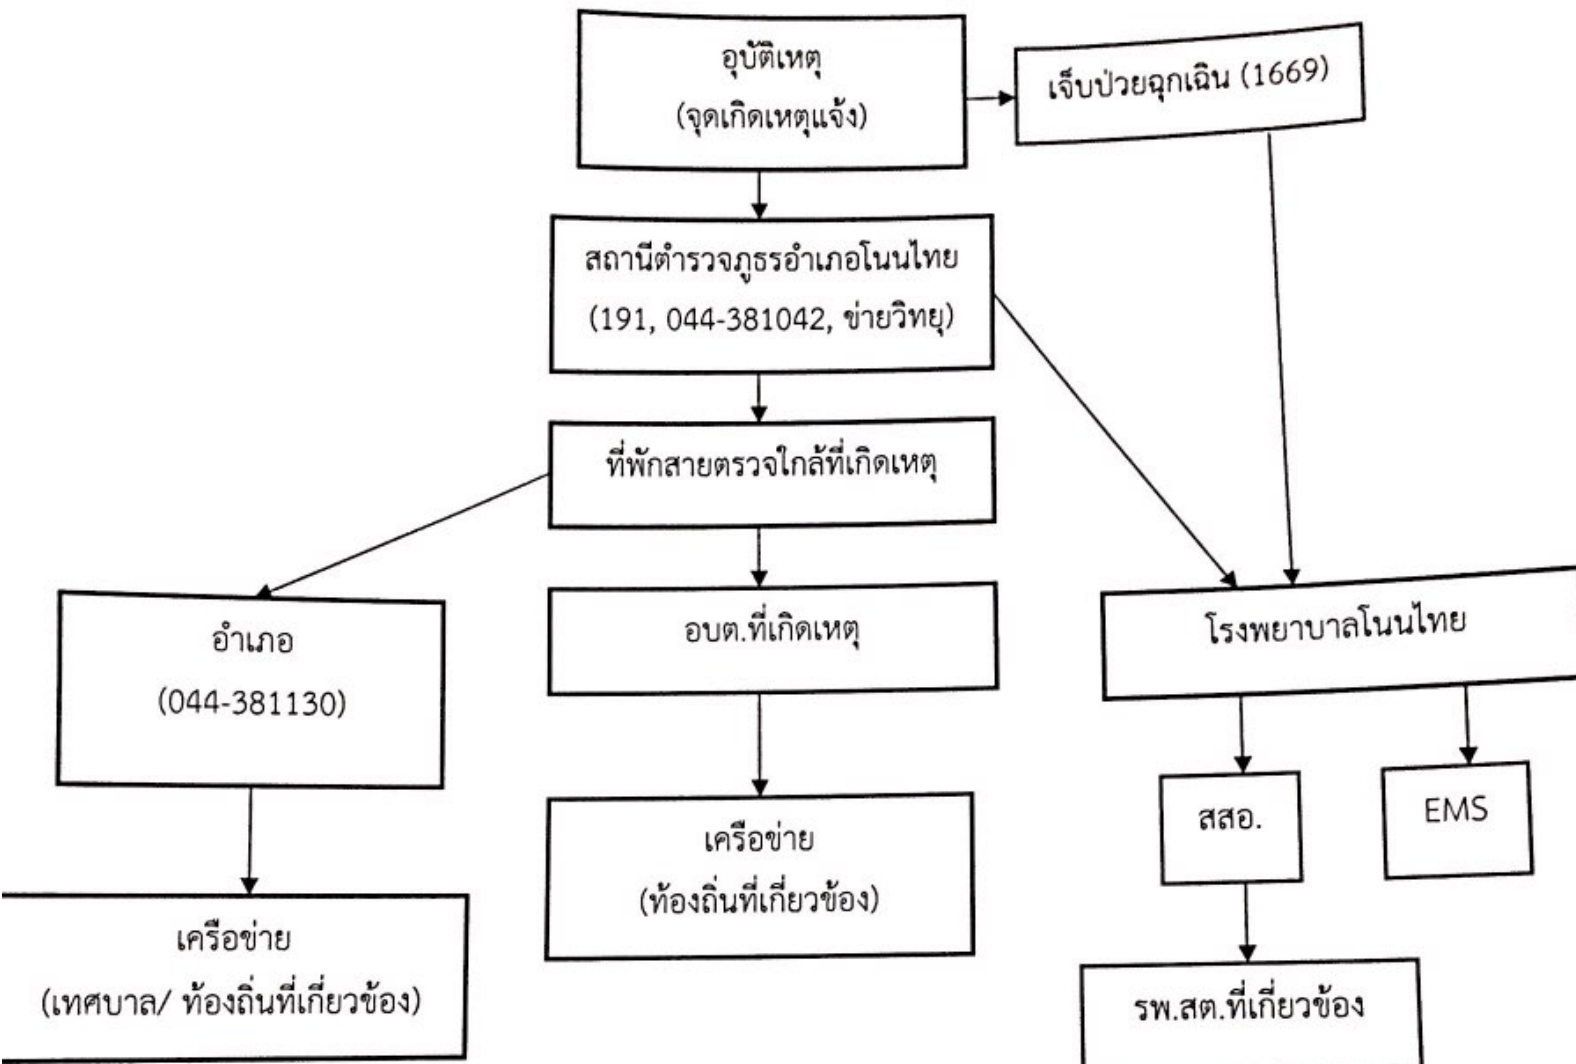 อุบัติเหตุ
(จุดเกิดเหตุแจ้ง)
เจ็บป่วยฉุกเฉิน (1669)
สถานีตำรวจภูธรอำเภอโนนไทย
(191, 044-381042, ข่ายวิทยุ)
ที่พักสายตรวจใกล้ที่เกิดเหตุ
อำเภอ
(044-381130)
อบต.ที่เกิดเหตุ
โรงพยาบาลโนนไทย
สสอ.
EMS
เครือข่าย
(ท้องถิ่นที่เกี่ยวข้อง)
เครือข่าย
(เทศบาล/ ท้องถิ่นที่เกี่ยวข้อง)
รพ.สต.ที่เกี่ยวข้อง